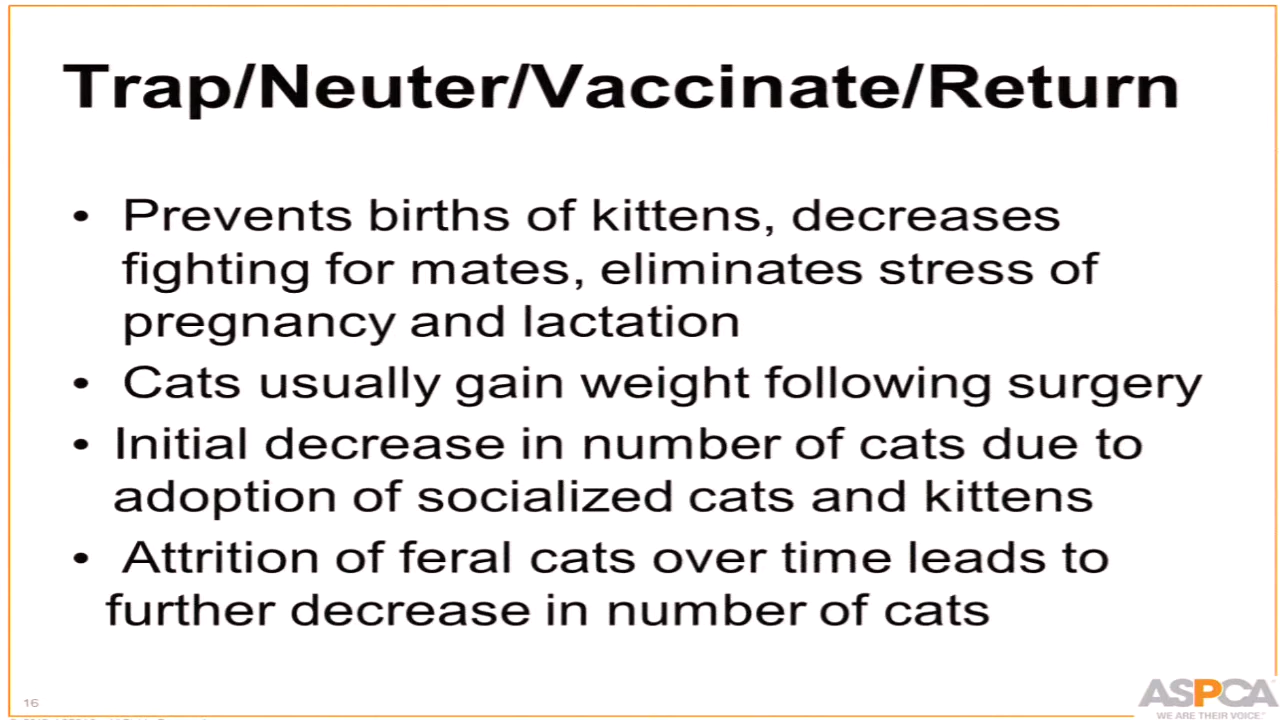 Trap/Neuter/Vaccinate/Return
• Prevents births of kittens, decreases
fighting for mates, eliminates stress of
pregnancy and lactation
• Cats usually gain weight following surgery
• Initial decrease in number of cats due to
adoption of socialized cats and kittens
• Attrition of feral cats over time leads to
further decrease in number of cats
16
ASPCA
WE ARE THEIR VOICE.